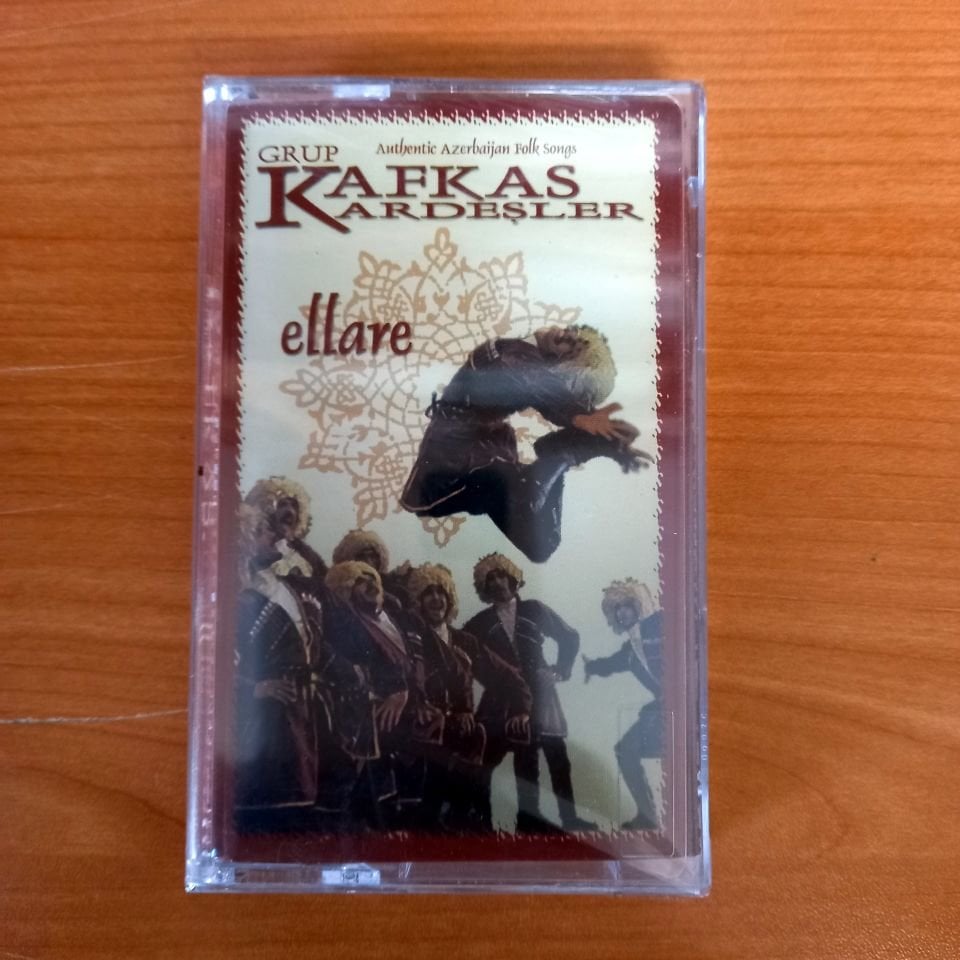 Authentic Azerbaijan Folk Songs
GRUP
KAFKAS
KARDEŞLER
ellare